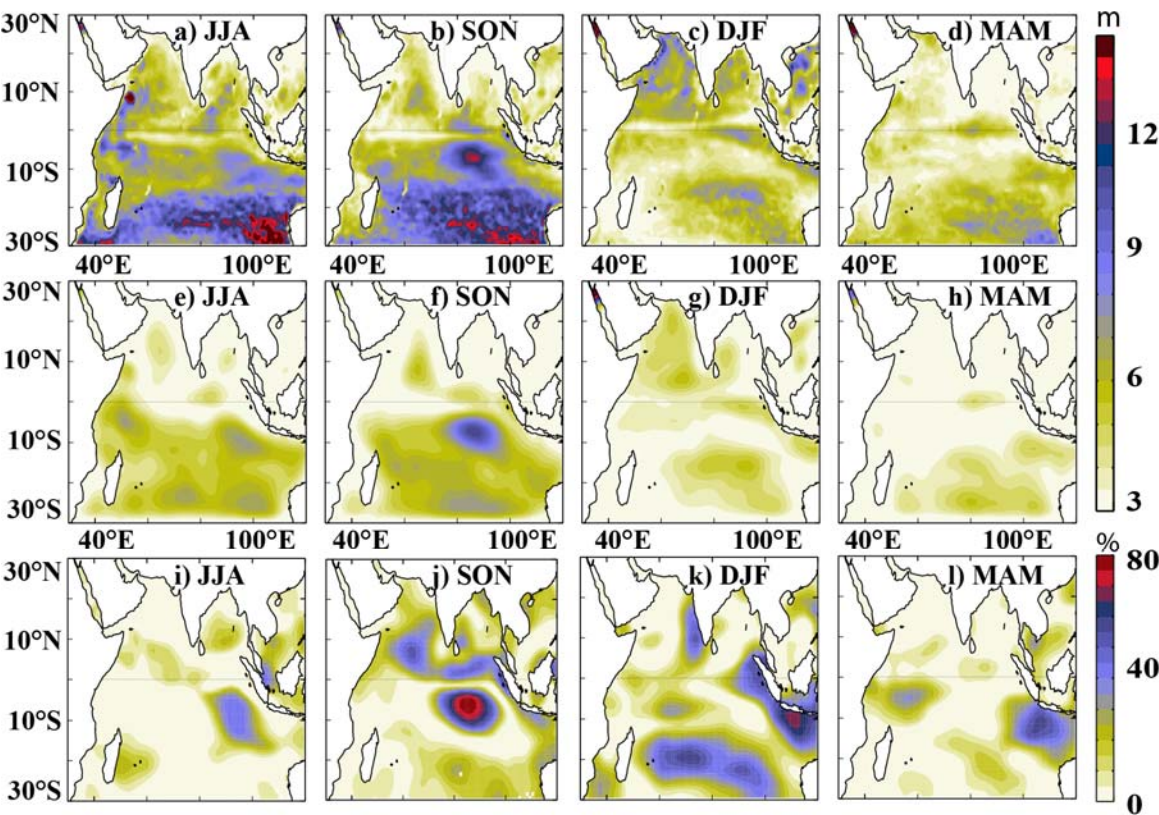 30°N a) JJA b) SON c) DJF d) MAM m
10°N
12
10°S
9
30°S
40°E 100°E 40°E 100°E 40°E 100°E 40°E 100°E
30°N e) JJA f) SON g) DJF h) MAM
10°N
6
10°S
30°S
3
40°E 100°E 40°E 100°E 40°E 100°E 40°E 100°E
%
30°N i) JJA j) SON k) DJF l) MAM 80
10°N
40
10°S
30°S
0